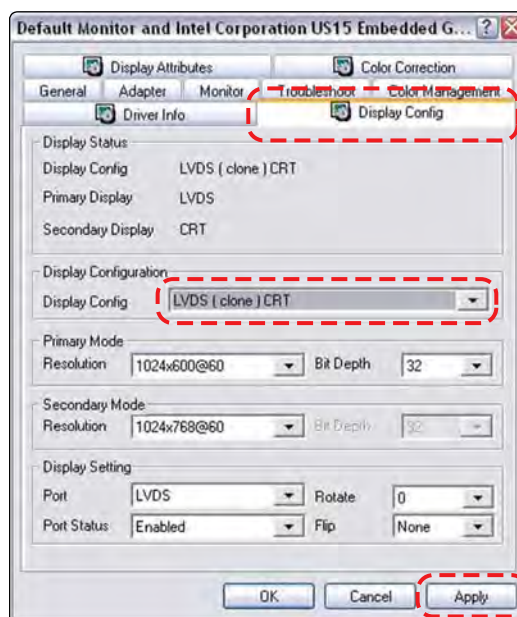 Default Monitor and Intel Corporation US15 Embedded G... ? X
Display Attributes Color Correction
General Adapter Monitor Troubleshoot Color Management
Driver Info Display Config
Display Status
Display Config LVDS ( clone ) CRT
Primary Display LVDS
Secondary Display CRT
Display Configuration
Display Config LVDS ( clone ) CRT
Primary Mode
Resolution 1024x600@60 Bit Depth 32
Secondary Mode
Resolution 1024x768@60 Bit Depth 32
Display Setting
Port LVDS Rotate 0
Port Status Enabled Flip None
OK Cancel Apply